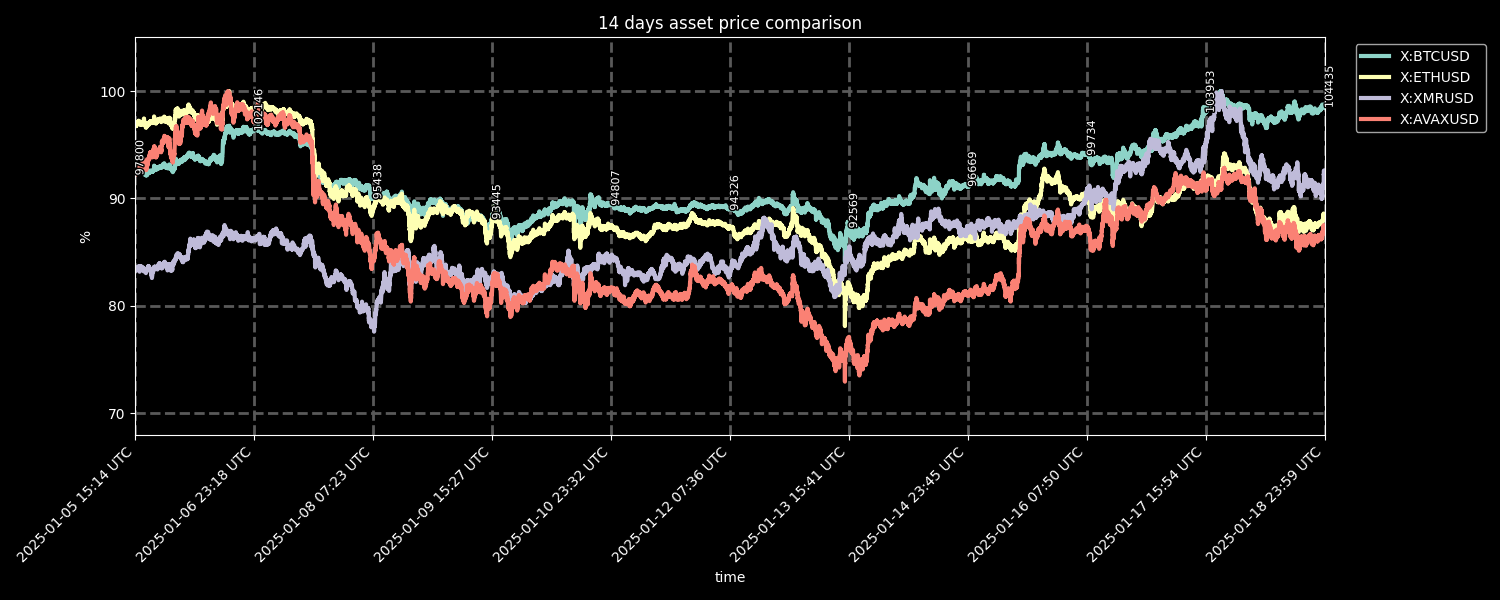 14 days asset price comparison
X:BTCUSD
X:ETHUSD
X:XMRUSD
X:AVAXUSD
%
100
90
80
70
97800
102146
95438
93445
94807
94326
92569
96669
99734
103953
104435
2025-01-05 15:14 UTC
2025-01-06 23:18 UTC
2025-01-08 07:23 UTC
2025-01-09 15:27 UTC
2025-01-10 23:32 UTC
2025-01-12 07:36 UTC
2025-01-13 15:41 UTC
2025-01-14 23:45 UTC
2025-01-16 07:50 UTC
2025-01-17 15:54 UTC
2025-01-18 23:59 UTC
time